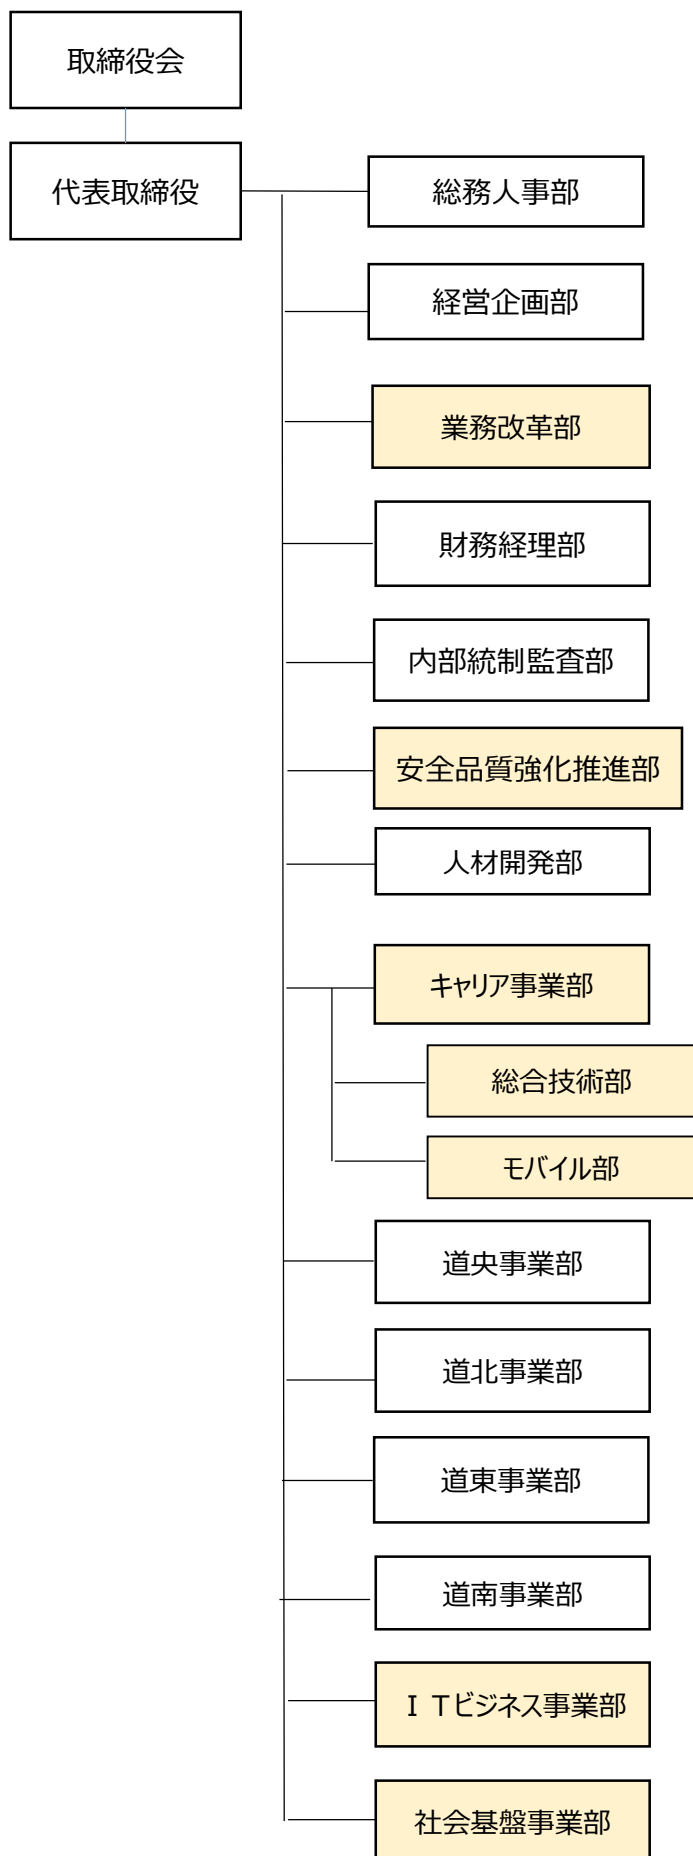 取締役会
代表取締役
総務人事部
経営企画部
業務改革部
財務経理部
内部統制監査部
安全品質強化推進部
人材開発部
キャリア事業部
総合技術部
モバイル部
道央事業部
道北事業部
道東事業部
道南事業部
ＩＴビジネス事業部
社会基盤事業部